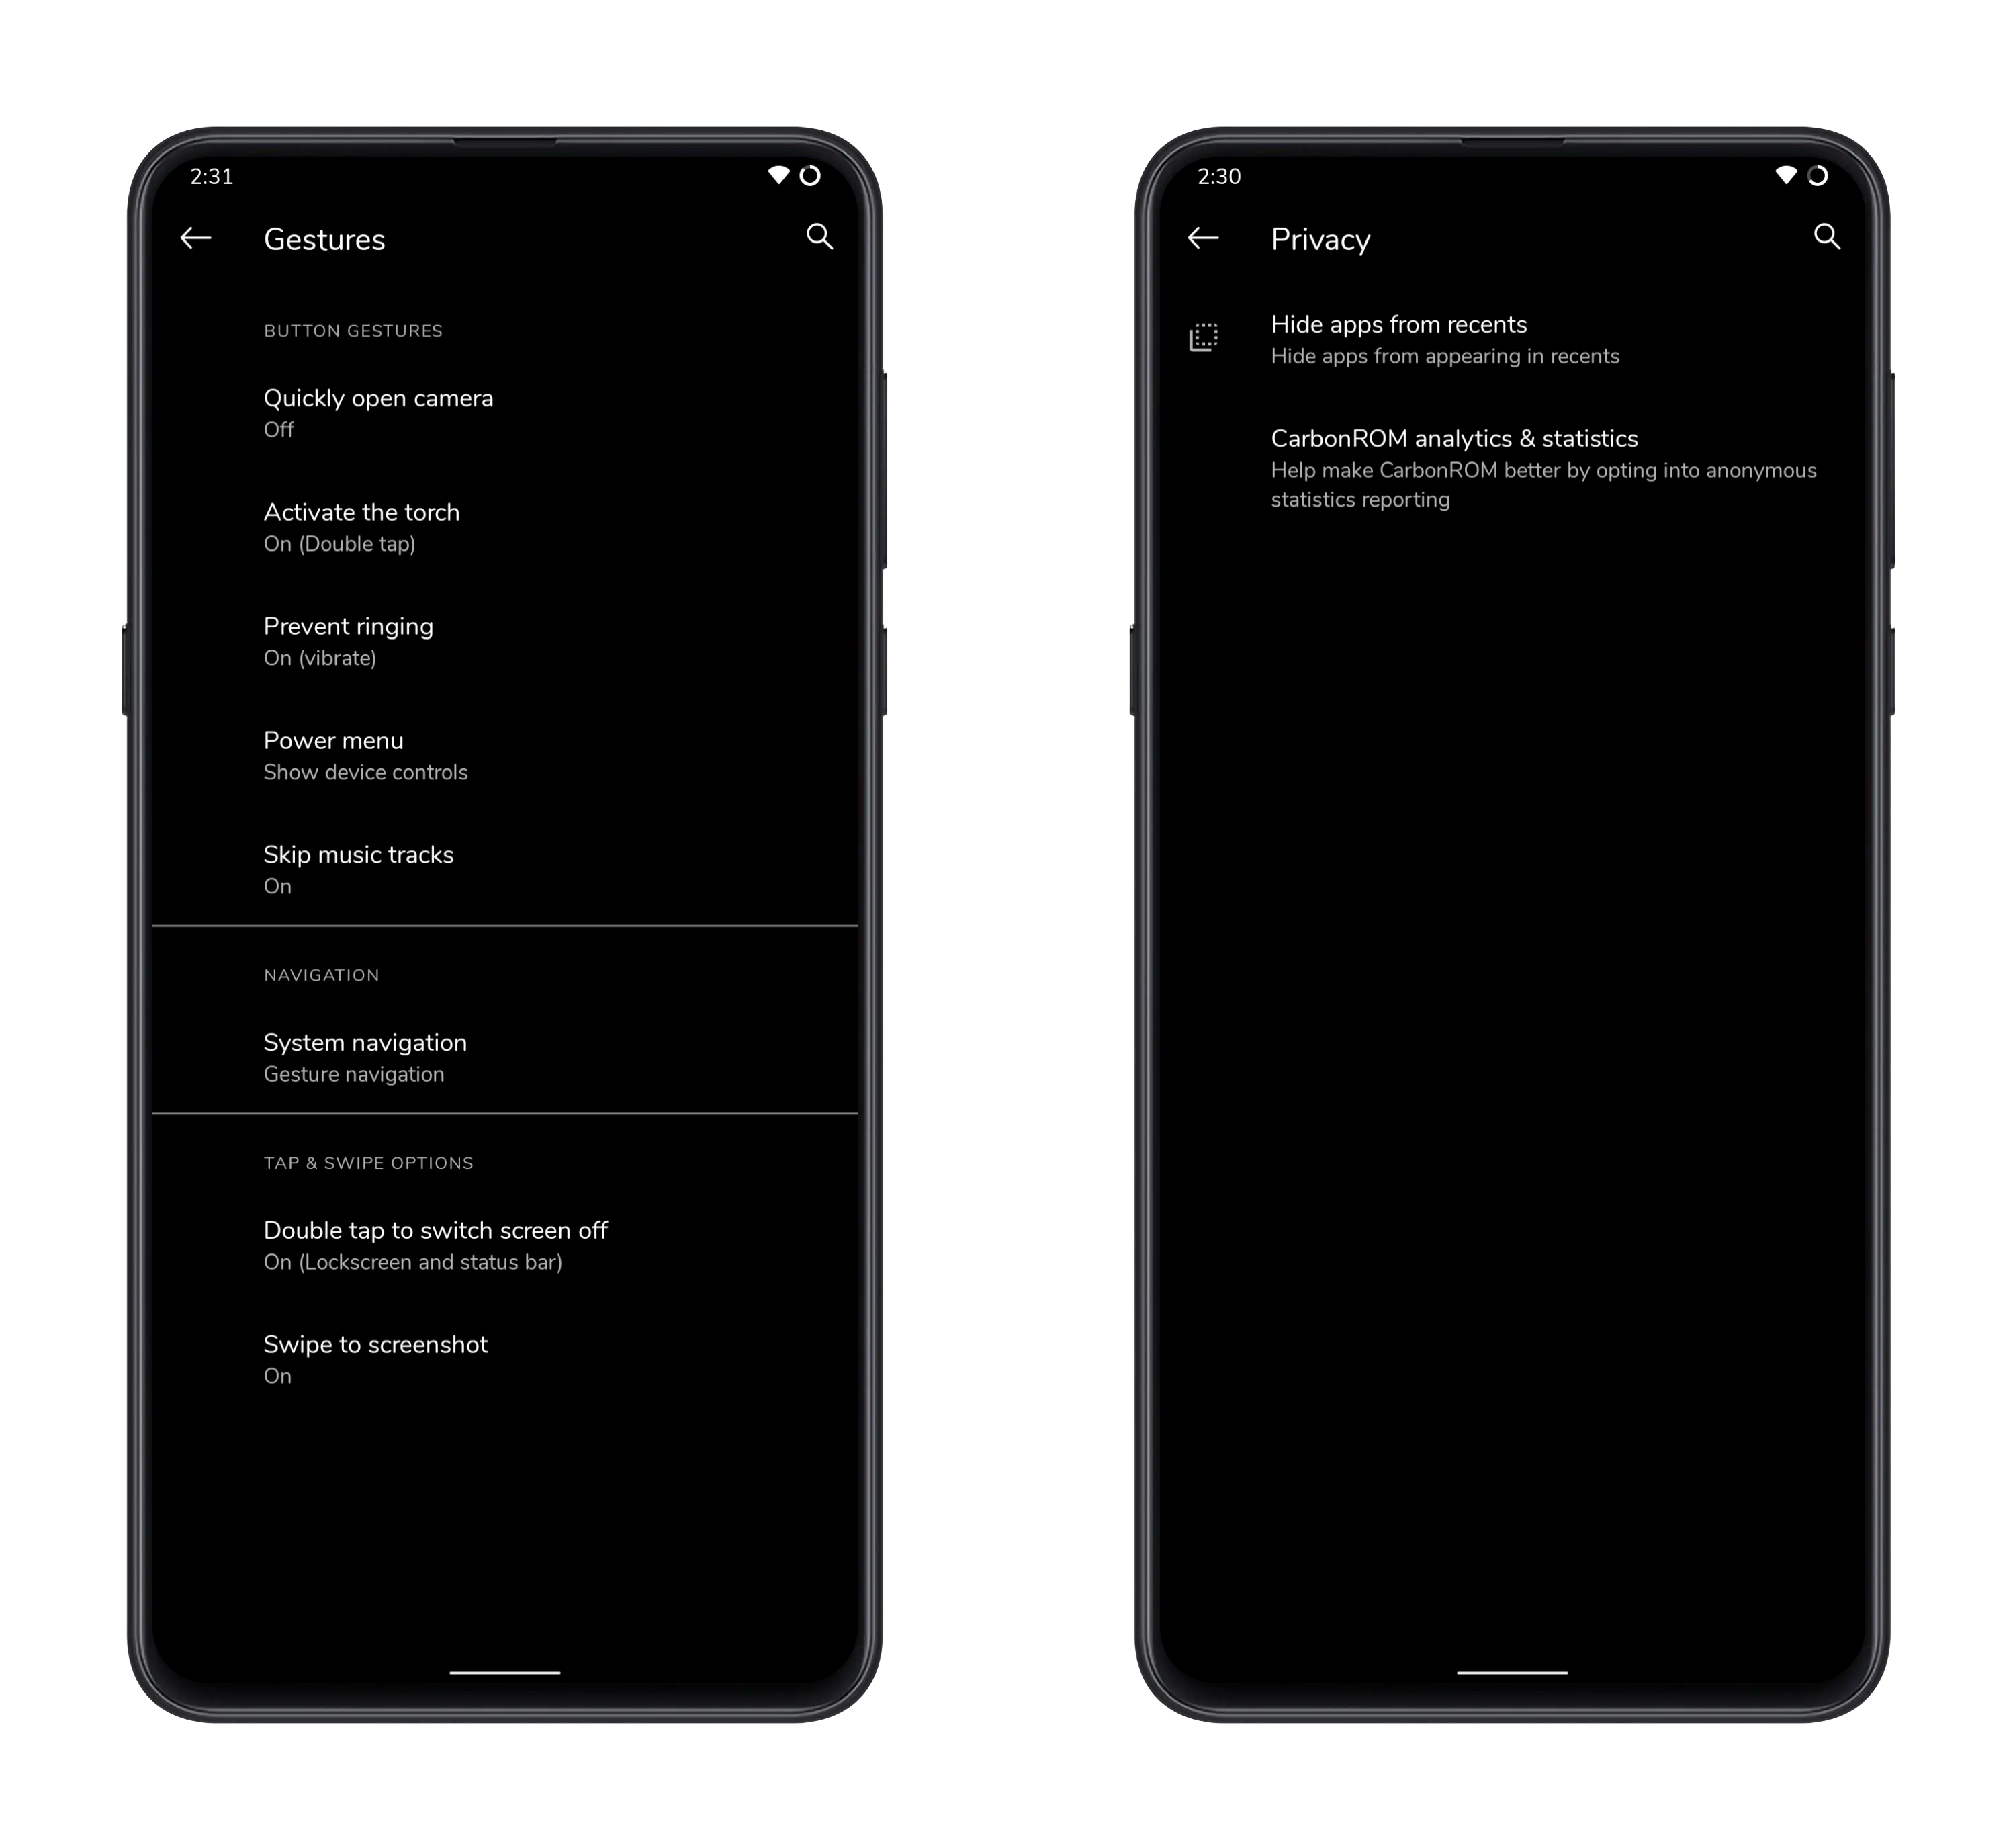 2:31
Gestures
BUTTON GESTURES
Quickly open camera
Off
Activate the torch
On (Double tap)
Prevent ringing
On (vibrate)
Power menu
Show device controls
Skip music tracks
On
NAVIGATION
System navigation
Gesture navigation
TAP & SWIPE OPTIONS
Double tap to switch screen off
On (Lockscreen and status bar)
Swipe to screenshot
On
2:30
Privacy
Hide apps from recents
Hide apps from appearing in recents
CarbonROM analytics & statistics
Help make CarbonROM better by opting into anonymous
statistics reporting